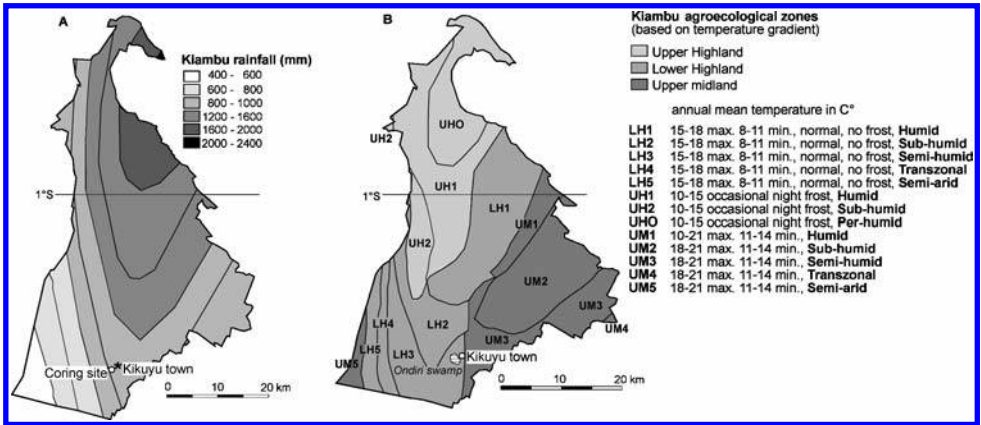 A
Kiambu rainfall (mm)
400 - 600
600 - 800
800 - 1000
1200 - 1600
1600 - 2000
2000 - 2400
1°S
Coring site
Kikuyu town
0 10 20 km
B
UHO
UH2
UH1
LH1
UM1
UH2
UM2
UM3
UM4
LH4
LH2
UM3
LH5
LH3
UM5
Kikuyu town
Ondiri swamp
1°S
0 10 20 km
Kiambu agroecological zones
(based on temperature gradient)
Upper Highland
Lower Highland
Upper midland
annual mean temperature in C°
LH1 15-18 max. 8-11 min., normal, no frost, Humid
LH2 15-18 max. 8-11 min., normal, no frost, Sub-humid
LH3 15-18 max. 8-11 min., normal, no frost, Semi-humid
LH4 15-18 max. 8-11 min., normal, no frost, Transzonal
LH5 15-18 max. 8-11 min., normal, no frost, Semi-arid
UH1 10-15 occasional night frost, Humid
UH2 10-15 occasional night frost, Sub-humid
UHO 10-15 occasional night frost, Per-humid
UM1 10-21 max. 11-14 min., Humid
UM2 18-21 max. 11-14 min., Sub-humid
UM3 18-21 max. 11-14 min., Semi-humid
UM4 18-21 max. 11-14 min., Transzonal
UM5 18-21 max. 11-14 min., Semi-arid